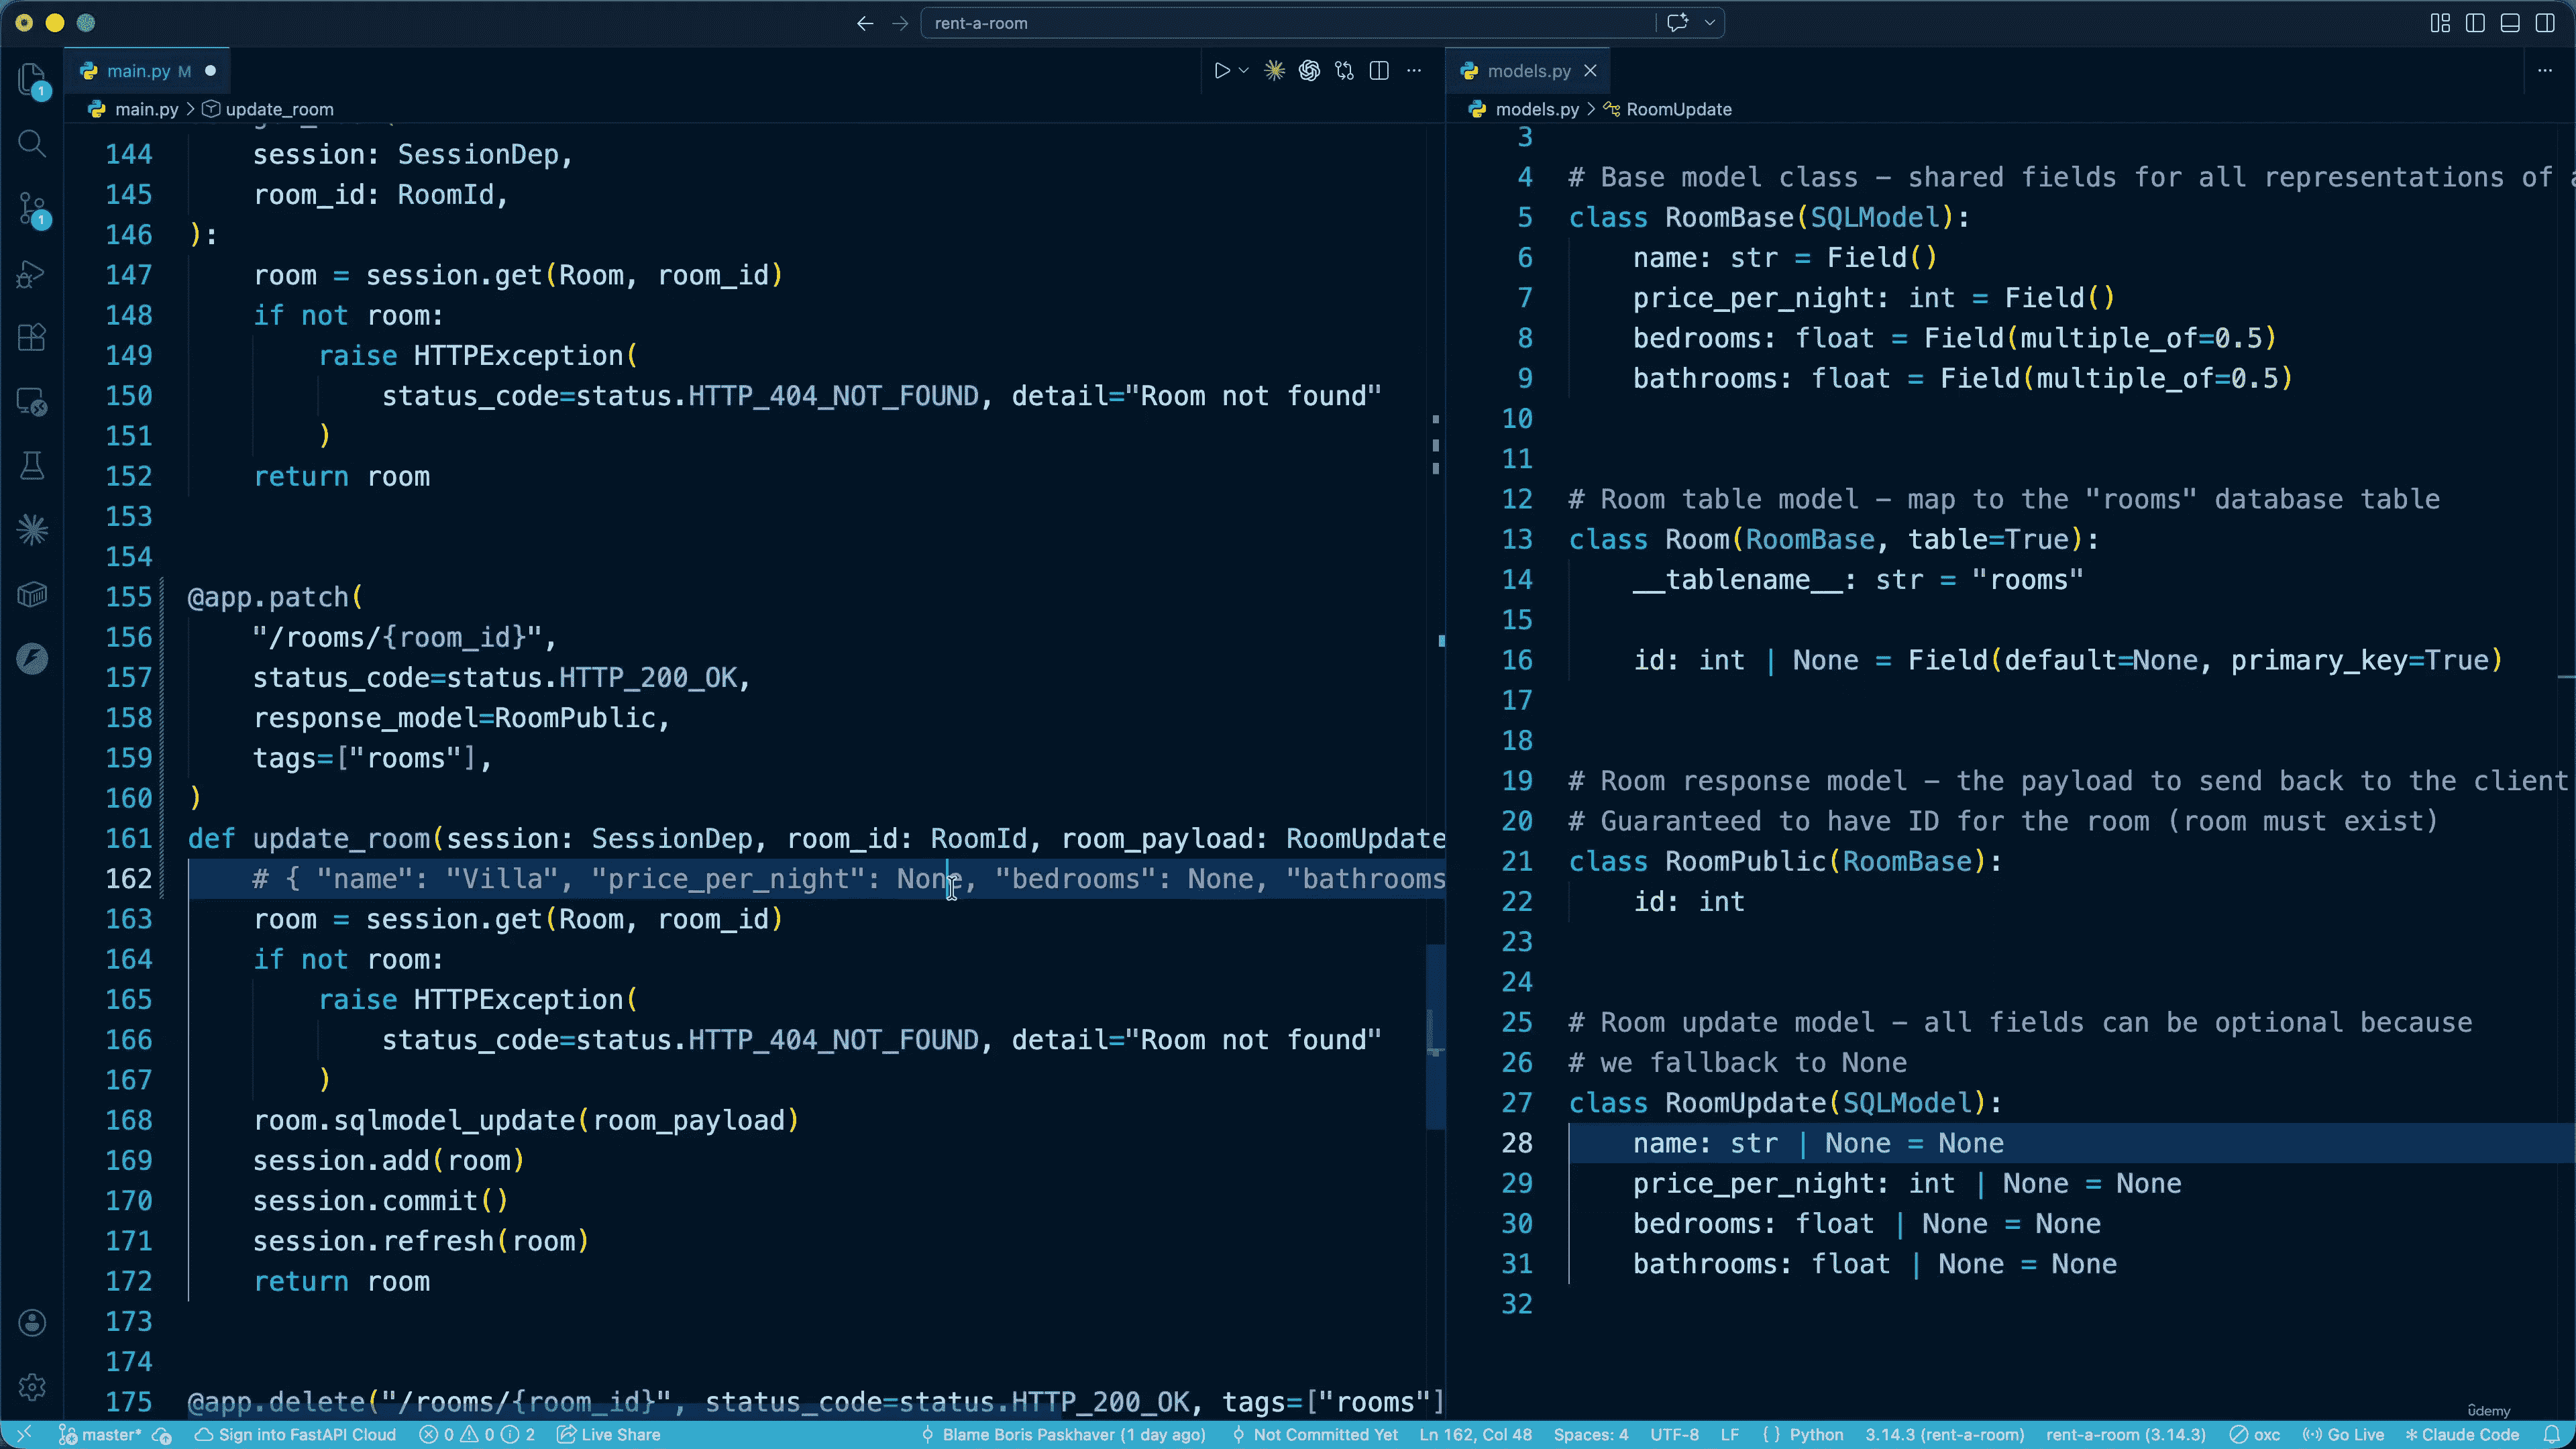 rent-a-room
main.py M
models.py
main.py > update_room
models.py > RoomUpdate
144 session: SessionDep,
145 room_id: RoomId,
146 ):
147 room = session.get(Room, room_id)
148 if not room:
149 raise HTTPException(
150 status_code=status.HTTP_404_NOT_FOUND, detail="Room not found"
151 )
152 return room
153
154
155 @app.patch(
156 "/rooms/{room_id}",
157 status_code=status.HTTP_200_OK,
158 response_model=RoomPublic,
159 tags=["rooms"],
160 )
161 def update_room(session: SessionDep, room_id: RoomId, room_payload: RoomUpdate
162 # { "name": "Villa", "price_per_night": None, "bedrooms": None, "bathrooms
163 room = session.get(Room, room_id)
164 if not room:
165 raise HTTPException(
166 status_code=status.HTTP_404_NOT_FOUND, detail="Room not found"
167 )
168 room.sqlmodel_update(room_payload)
169 session.add(room)
170 session.commit()
171 session.refresh(room)
172 return room
173
174
175 @app.delete("/rooms/{room_id}", status_code=status.HTTP_200_OK, tags=["rooms"]
3
4 # Base model class – shared fields for all representations of
5 class RoomBase(SQLModel):
6 name: str = Field()
7 price_per_night: int = Field()
8 bedrooms: float = Field(multiple_of=0.5)
9 bathrooms: float = Field(multiple_of=0.5)
10
11
12 # Room table model – map to the "rooms" database table
13 class Room(RoomBase, table=True):
14 __tablename__: str = "rooms"
15
16 id: int | None = Field(default=None, primary_key=True)
17
18
19 # Room response model – the payload to send back to the client
20 # Guaranteed to have ID for the room (room must exist)
21 class RoomPublic(RoomBase):
22 id: int
23
24
25 # Room update model – all fields can be optional because
26 # we fallback to None
27 class RoomUpdate(SQLModel):
28 name: str | None = None
29 price_per_night: int | None = None
30 bedrooms: float | None = None
31 bathrooms: float | None = None
32
1
1
ûdemy
master* Sign into FastAPI Cloud 0 0 2 Live Share Blame Boris Paskhaver (1 day ago) Not Committed Yet Ln 162, Col 48 Spaces: 4 UTF-8 LF { } Python 3.14.3 (rent-a-room) rent-a-room (3.14.3) oxc Go Live Claude Code